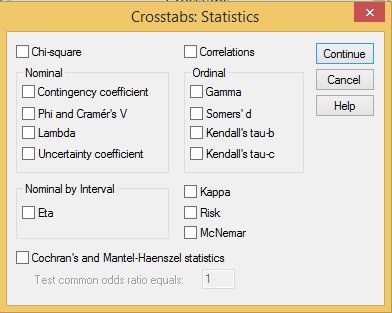 Crosstabs: Statistics
Chi-square
Correlations
Continue
Cancel
Help
Nominal
Contingency coefficient
Phi and Cramér's V
Lambda
Uncertainty coefficient
Ordinal
Gamma
Somers' d
Kendall's tau-b
Kendall's tau-c
Nominal by Interval
Eta
Kappa
Risk
McNemar
Cochran's and Mantel-Haenszel statistics
Test common odds ratio equals: 1